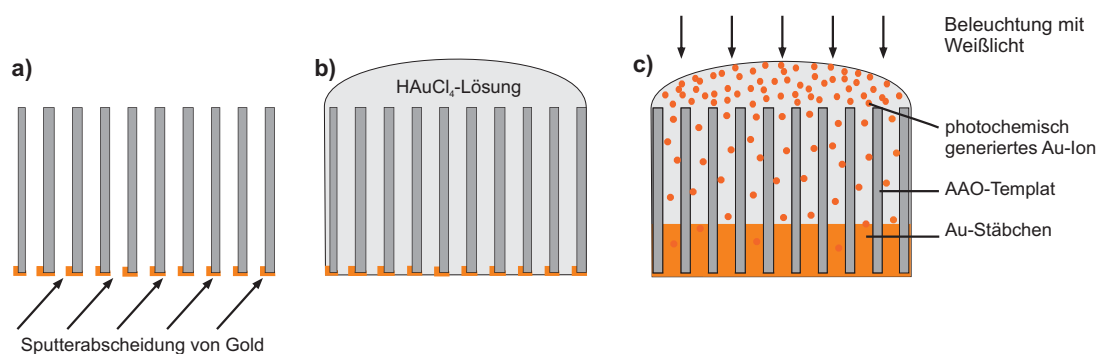 a)
Sputterabscheidung von Gold
b)
HAuCl₄-Lösung
c)
Beleuchtung mit
Weißlicht
photochemisch
generiertes Au-Ion
AAO-Templat
Au-Stäbchen